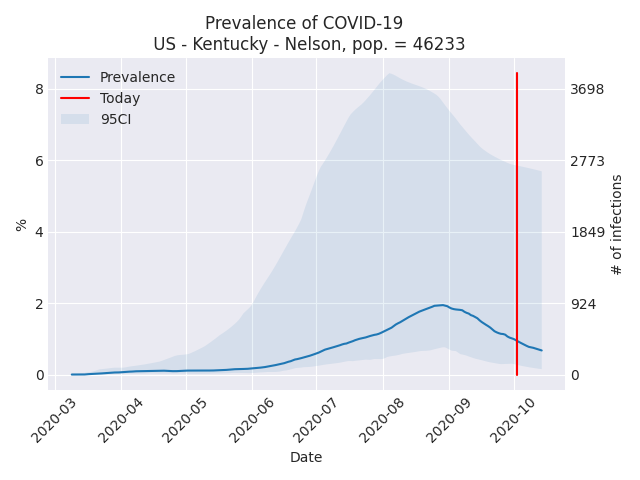 Prevalence of COVID-19
US - Kentucky - Nelson, pop. = 46233
Prevalence
Today
95CI
%
8
6
4
2
0
3698
2773
1849
924
0
# of infections
2020-03
2020-04
2020-05
2020-06
2020-07
2020-08
2020-09
2020-10
Date